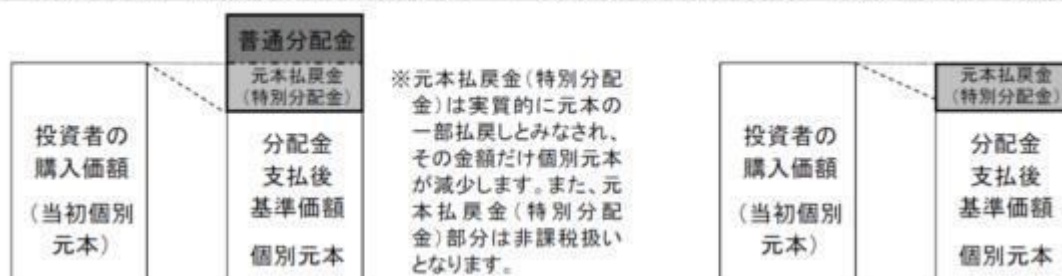 普通分配金
元本払戻金
(特別分配金)
投資者の
購入価額
(当初個別
元本)
分配金
支払後
基準価額
個別元本
※元本払戻金(特別分配
金)は実質的に元本の
一部払戻しとみなされ、
その金額だけ個別元本
が減少します。また、元
本払戻金(特別分配
金)部分は非課税扱い
となります。
投資者の
購入価額
(当初個別
元本)
元本払戻金
(特別分配金)
分配金
支払後
基準価額
個別元本